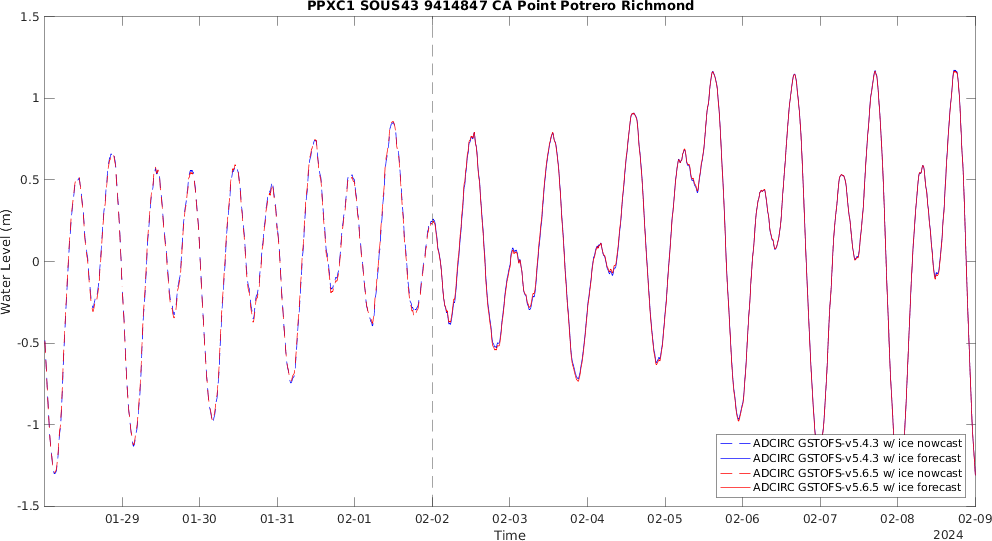 PPXC1 SOUS43 9414847 CA Point Potrero Richmond
1.5
1
0.5
0
-0.5
-1
-1.5
Water Level (m)
ADCIRC GSTOFS-v5.4.3 w/ ice nowcast
ADCIRC GSTOFS-v5.4.3 w/ ice forecast
ADCIRC GSTOFS-v5.6.5 w/ ice nowcast
ADCIRC GSTOFS-v5.6.5 w/ ice forecast
01-29 01-30 01-31 02-01 02-02 02-03 02-04 02-05 02-06 02-07 02-08 02-09
Time
2024